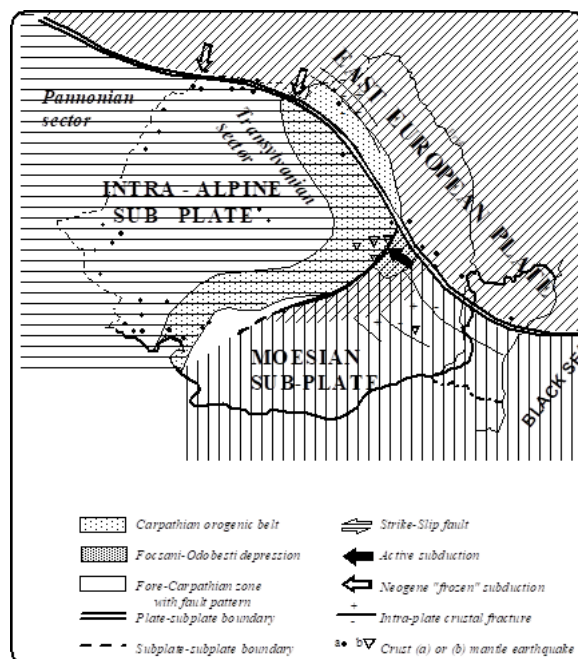 EAST EUROPEAN PLATE
Pannonian
sector
Transylvanian
sector
INTRA - ALPINE
SUB PLATE
MOESIAN
SUB-PLATE
BLACK SEA
Carpathian orogenic belt
Focsani-Odobesti depression
Fore-Carpathian zone
with fault pattern
Plate-subplate boundary
Subplate-subplate boundary
Strike-Slip fault
Active subduction
Neogene "frozen" subduction
Intra-plate crustal fracture
a b Crust (a) or (b) mantle earthquake